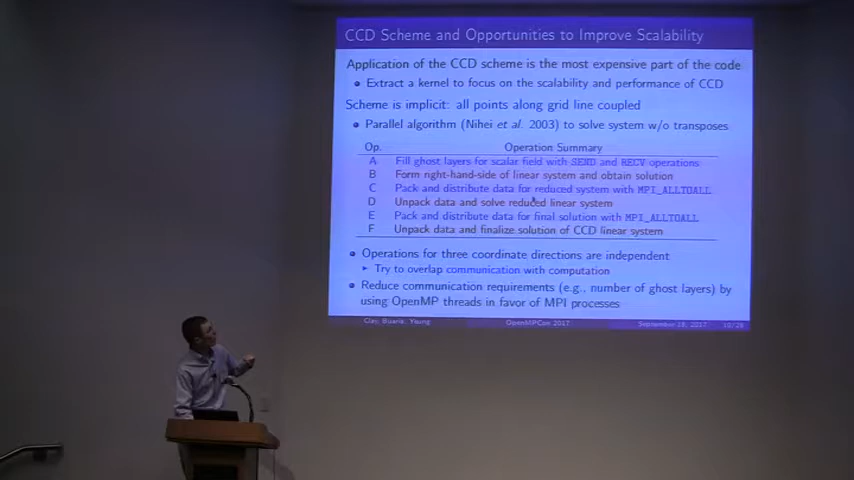 CCD Scheme and Opportunities to Improve Scalability
Application of the CCD scheme is the most expensive part of the code
Extract a kernel to focus on the scalability and performance of CCD
Scheme is implicit: all points along grid line coupled
Parallel algorithm (Nihei et al. 2003) to solve system w/o transposes
Op. Operation Summary
A Fill ghost layers for scalar field with SEND and RECV operations
B Form right-hand-side of linear system and obtain solution
C Pack and distribute data for reduced system with MPI_ALLTOALL
D Unpack data and solve reduced linear system
E Pack and distribute data for final solution with MPI_ALLTOALL
F Unpack data and finalize solution of CCD linear system
Operations for three coordinate directions are independent
Try to overlap communication with computation
Reduce communication requirements (e.g., number of ghost layers) by
using OpenMP threads in favor of MPI processes
Clay, Buaria, Yeung OpenMPCon 2017 September 19, 2017 10/26